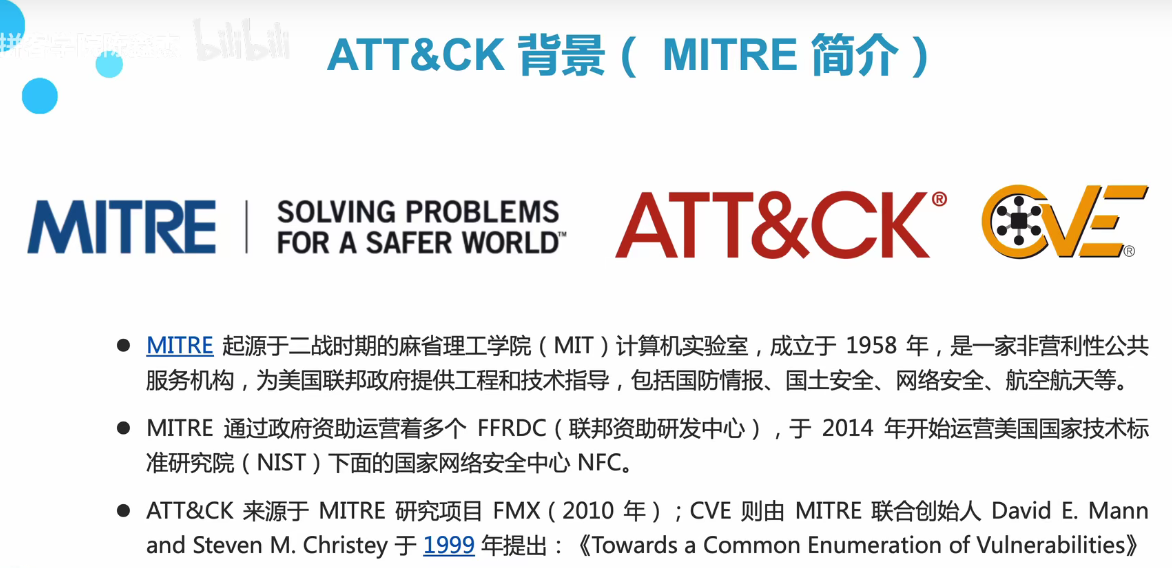 bilibili
ATT&CK 背景（ MITRE 简介）
MITRE
SOLVING PROBLEMS
FOR A SAFER WORLD™
ATT&CK®
CVE®
● MITRE 起源于二战时期的麻省理工学院（MIT）计算机实验室，成立于 1958 年，是一家非营利性公共
服务机构，为美国联邦政府提供工程和技术指导，包括国防情报、国土安全、网络安全、航空航天等。
● MITRE 通过政府资助运营着多个 FFRDC（联邦资助研发中心），于 2014 年开始运营美国国家技术标
准研究院（NIST）下面的国家网络安全中心 NFC。
● ATT&CK 来源于 MITRE 研究项目 FMX（2010 年）；CVE 则由 MITRE 联合创始人 David E. Mann
and Steven M. Christey 于 1999 年提出：《Towards a Common Enumeration of Vulnerabilities》